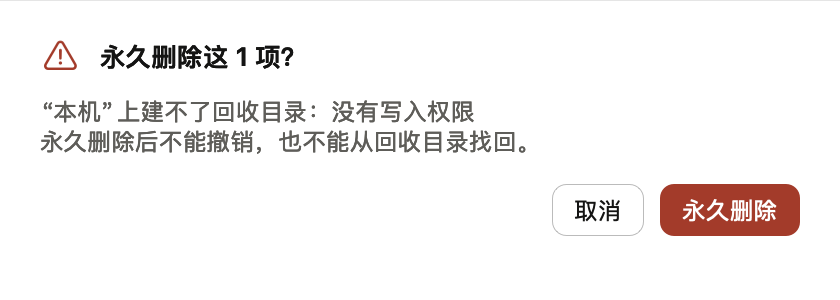 永久删除这 1 项？
“本机”上建不了回收目录：没有写入权限
永久删除后不能撤销，也不能从回收目录找回。
取消
永久删除